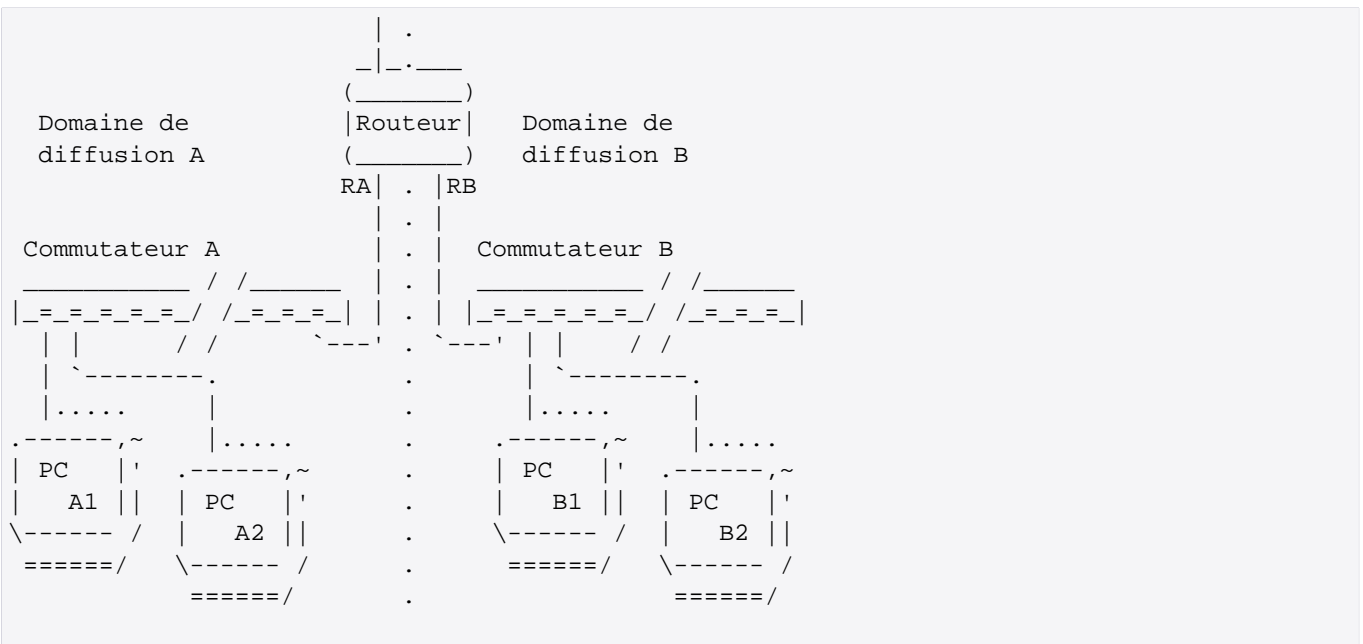 Domaine de |Routeur| Domaine de
diffusion A diffusion B
RA RB
Commutateur A Commutateur B
PC PC
A1 PC B1 PC
A2 B2